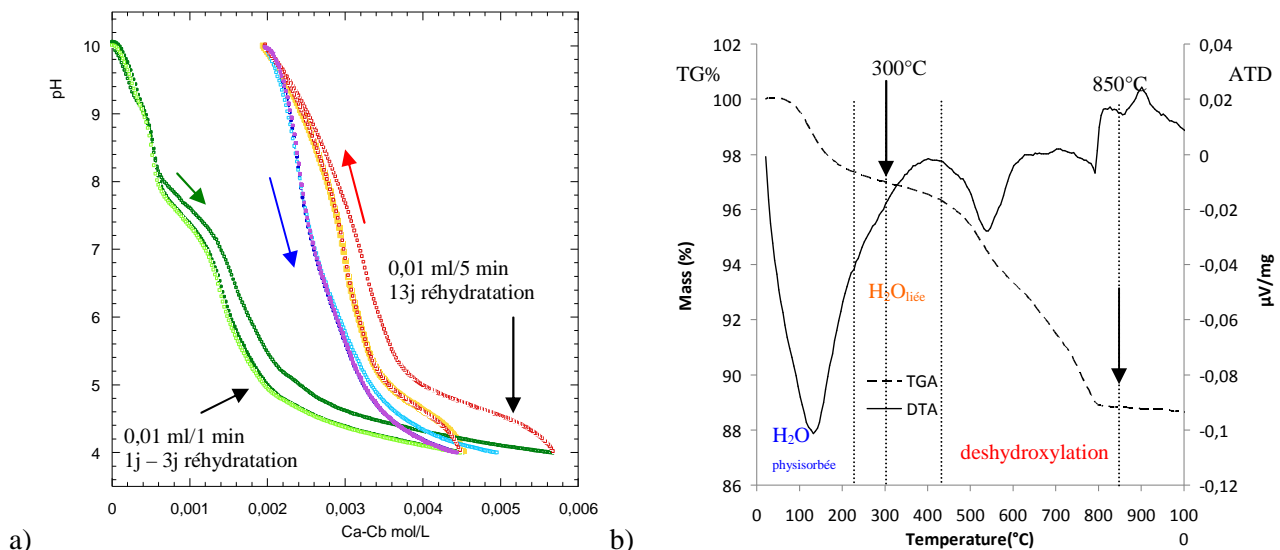 10
9
8
7
6
5
4
pH
0,01 ml/5 min
13j réhydratation
0,01 ml/1 min
1j – 3j réhydratation
0 0,001 0,002 0,003 0,004 0,005 0,006
Ca-Cb mol/L
a)
TG%
ATD
300°C
850°C
102
100
98
96
94
92
90
88
86
Mass (%)
0,04
0,02
0
-0,02
-0,04
-0,06
-0,08
-0,1
-0,12
µV/mg
H2Oliée
TGA
DTA
H2O
physisorbée
deshydroxylation
0 100 200 300 400 500 600 700 800 900 100
0
Temperature(°C)
b)